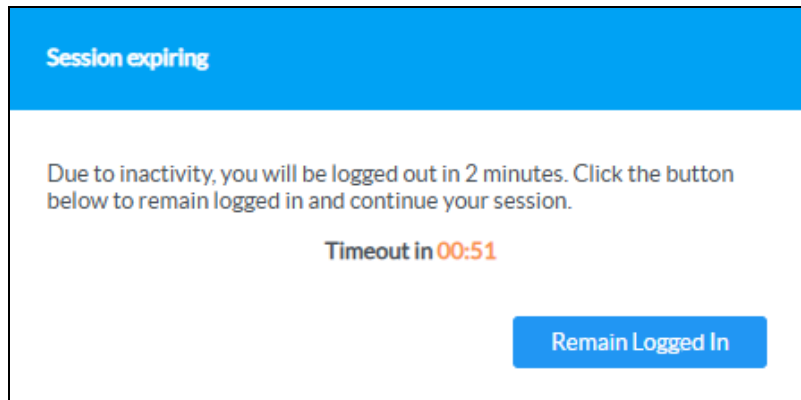 Session expiring
Due to inactivity, you will be logged out in 2 minutes. Click the button
below to remain logged in and continue your session.
Timeout in 00:51
Remain Logged In